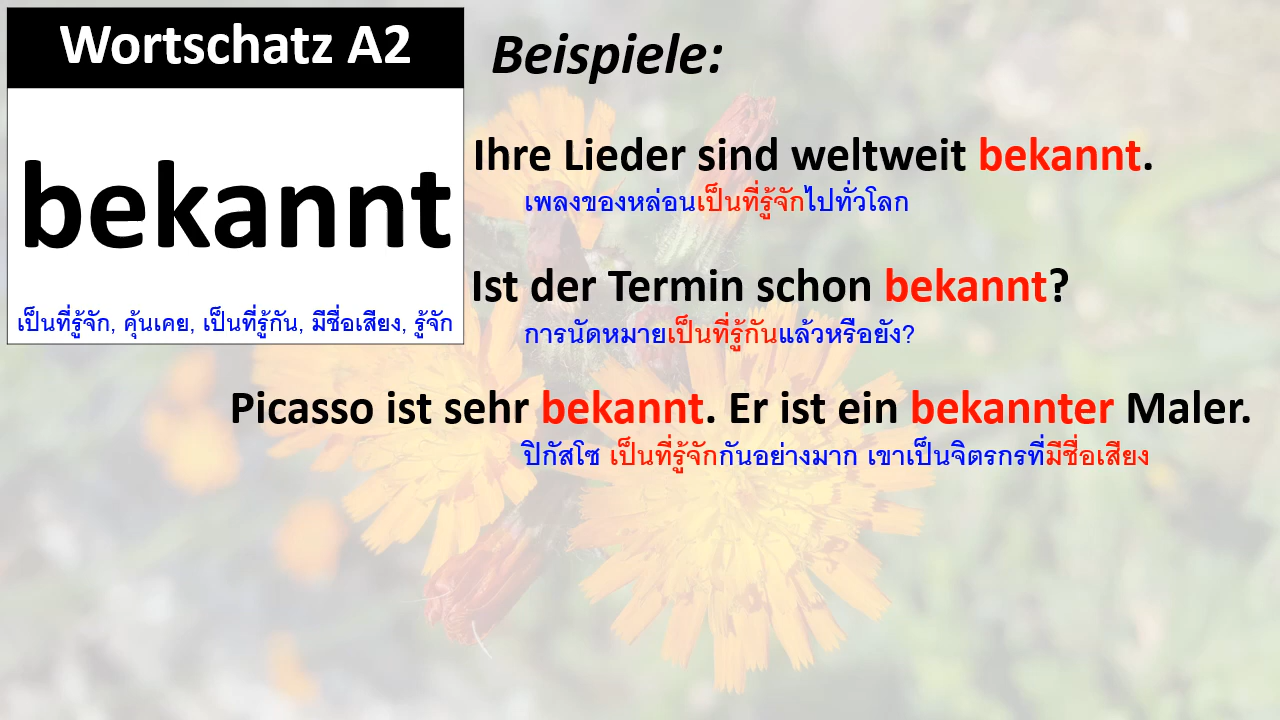 Wortschatz A2
bekannt
เป็นที่รู้จัก, คุ้นเคย, เป็นที่รู้กัน, มีชื่อเสียง, รู้จัก
Beispiele:
Ihre Lieder sind weltweit bekannt.
เพลงของหล่อนเป็นที่รู้จักไปทั่วโลก
Ist der Termin schon bekannt?
การนัดหมายเป็นที่รู้กันแล้วหรือยัง?
Picasso ist sehr bekannt. Er ist ein bekannter Maler.
ปิกัสโซ เป็นที่รู้จักกันอย่างมาก เขาเป็นจิตรกรที่มีชื่อเสียง